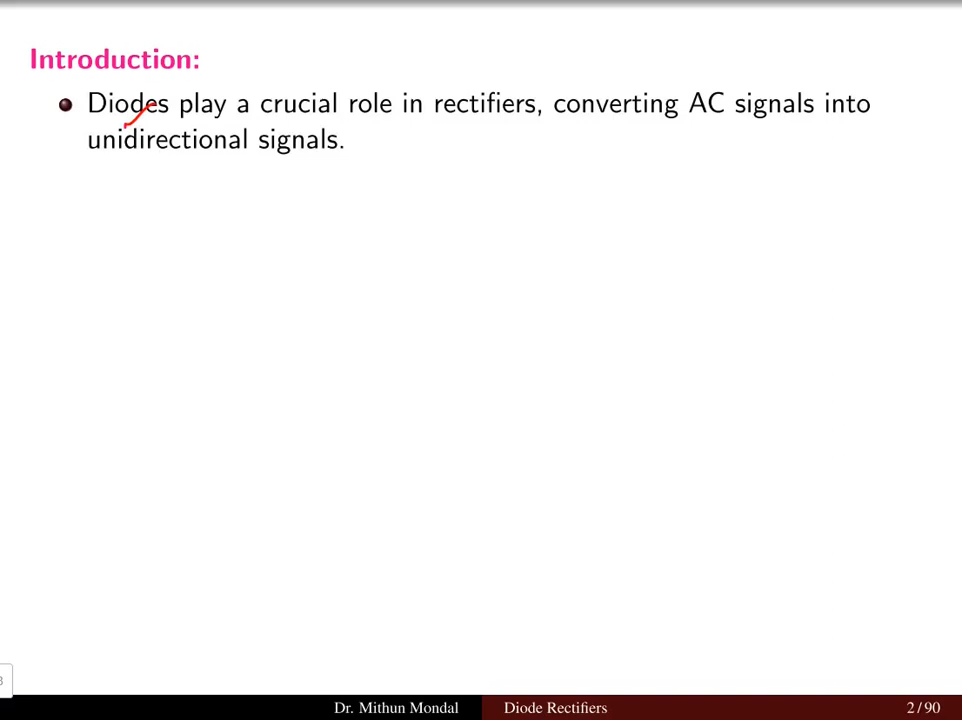 Introduction:
Diodes play a crucial role in rectifiers, converting AC signals into
unidirectional signals.
3
Dr. Mithun Mondal
Diode Rectifiers
2 / 90